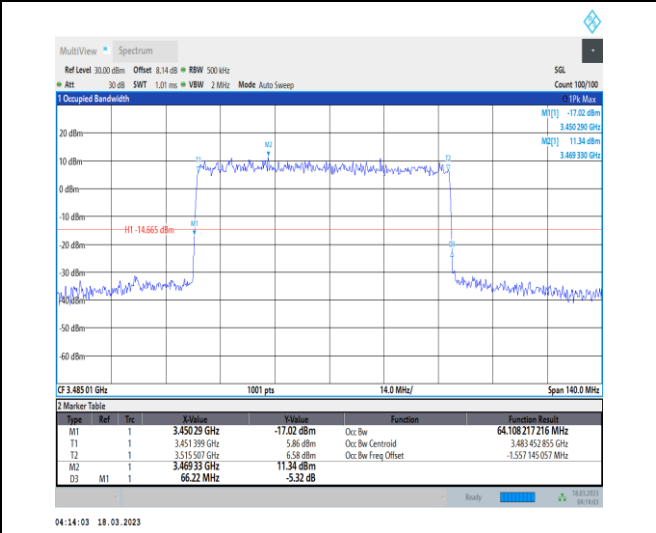 MultiView Spectrum
Ref Level 30.00 dBm Offset 8.14 dB RBW 500 kHz SGL
Att 30 dB SWT 1.01 ms VBW 2 MHz Mode Auto Sweep Count 100/100
1 Occupied Bandwidth 1Pk Max
M1[1] -17.02 dBm
3.450 290 GHz
M2[1] 11.34 dBm
3.469 330 GHz
M2
20 dBm
10 dBm
T1
T2
0 dBm
-10 dBm
M1
H1 -14.665 dBm
-20 dBm
D3
-30 dBm
-40 dBm
-50 dBm
-60 dBm
CF 3.485 01 GHz 1001 pts 14.0 MHz/ Span 140.0 MHz
2 Marker Table
Type Ref Trc X-Value Y-Value Function Function Result
M1 1 3.450 29 GHz -17.02 dBm Occ Bw 64.108 217 216 MHz
T1 1 3.451 399 GHz 5.86 dBm Occ Bw Centroid 3.483 452 855 GHz
T2 1 3.515 507 GHz 6.58 dBm Occ Bw Freq Offset -1.557 145 057 MHz
M2 1 3.469 33 GHz 11.34 dBm
D3 M1 1 66.22 MHz -5.32 dB
Ready 18.03.2023
04:14:03
04:14:03 18.03.2023